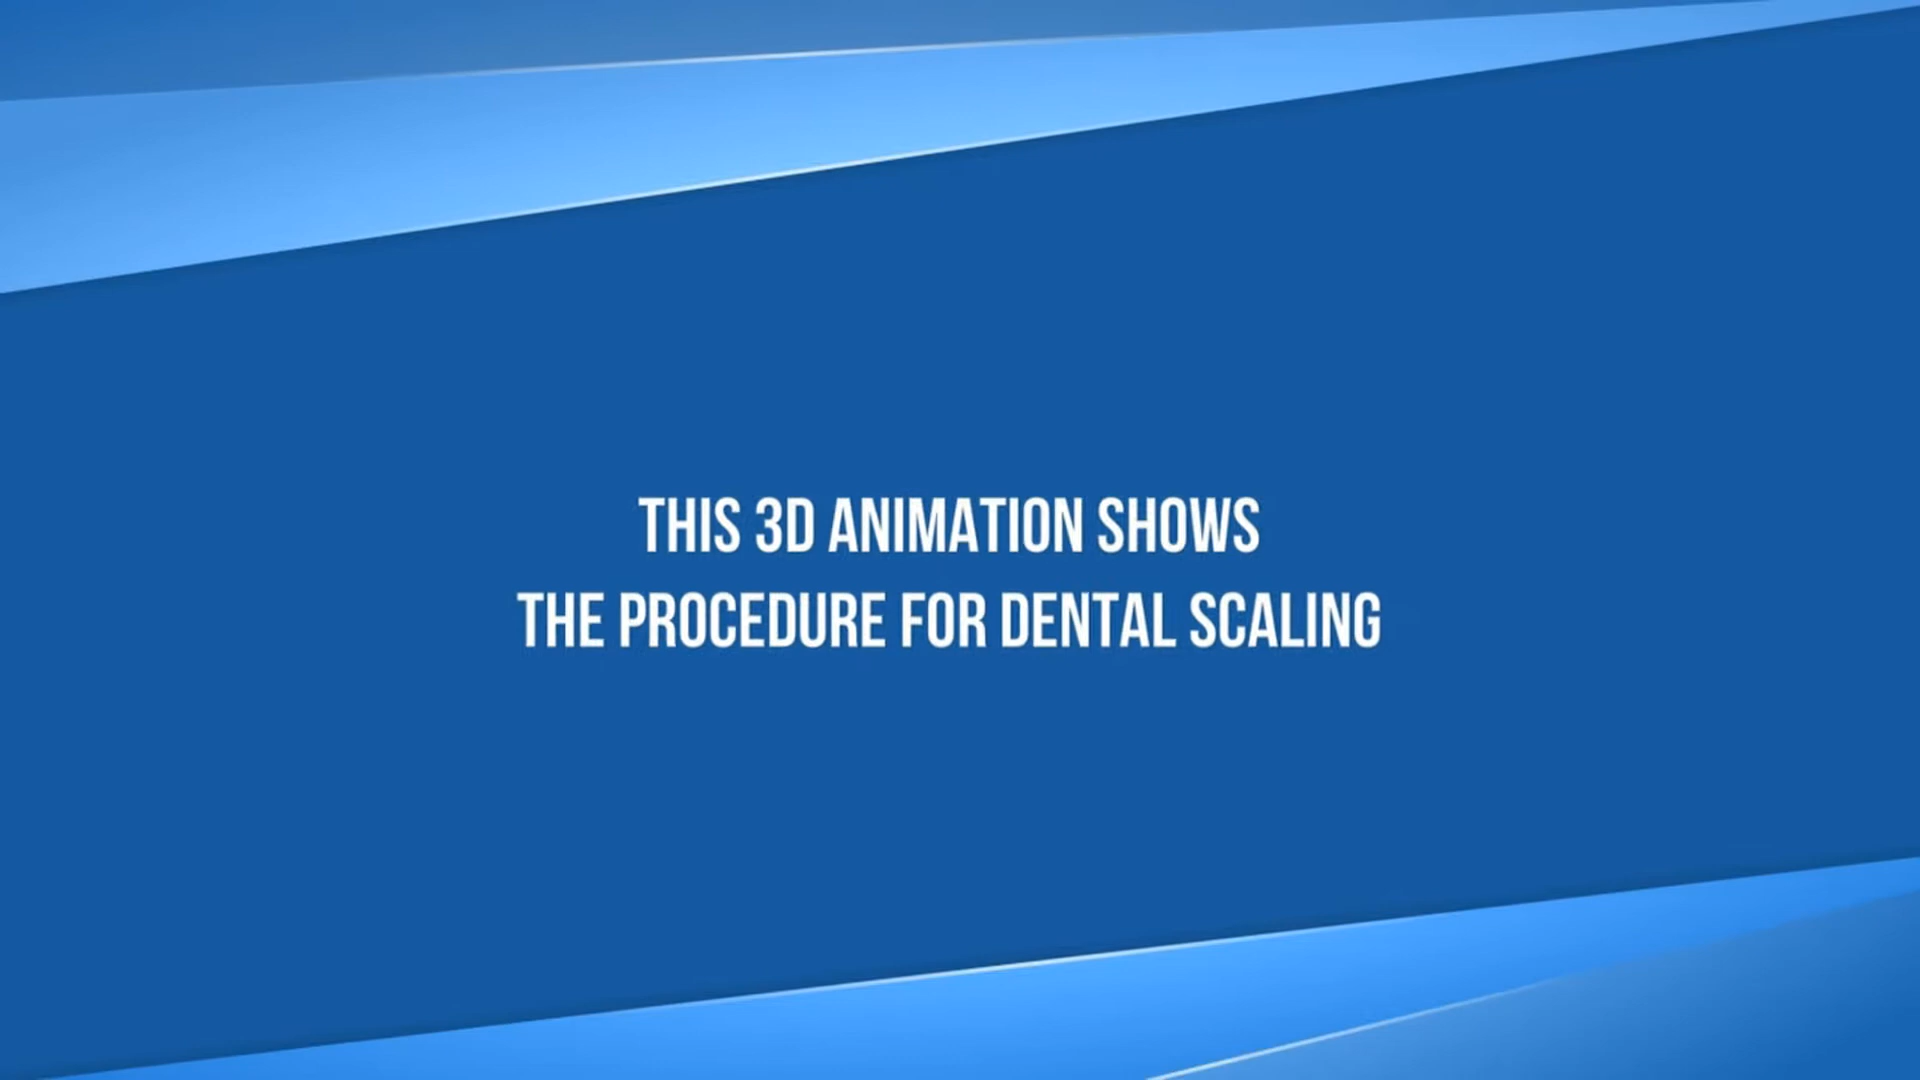 THIS 3D ANIMATION SHOWS
THE PROCEDURE FOR DENTAL SCALING